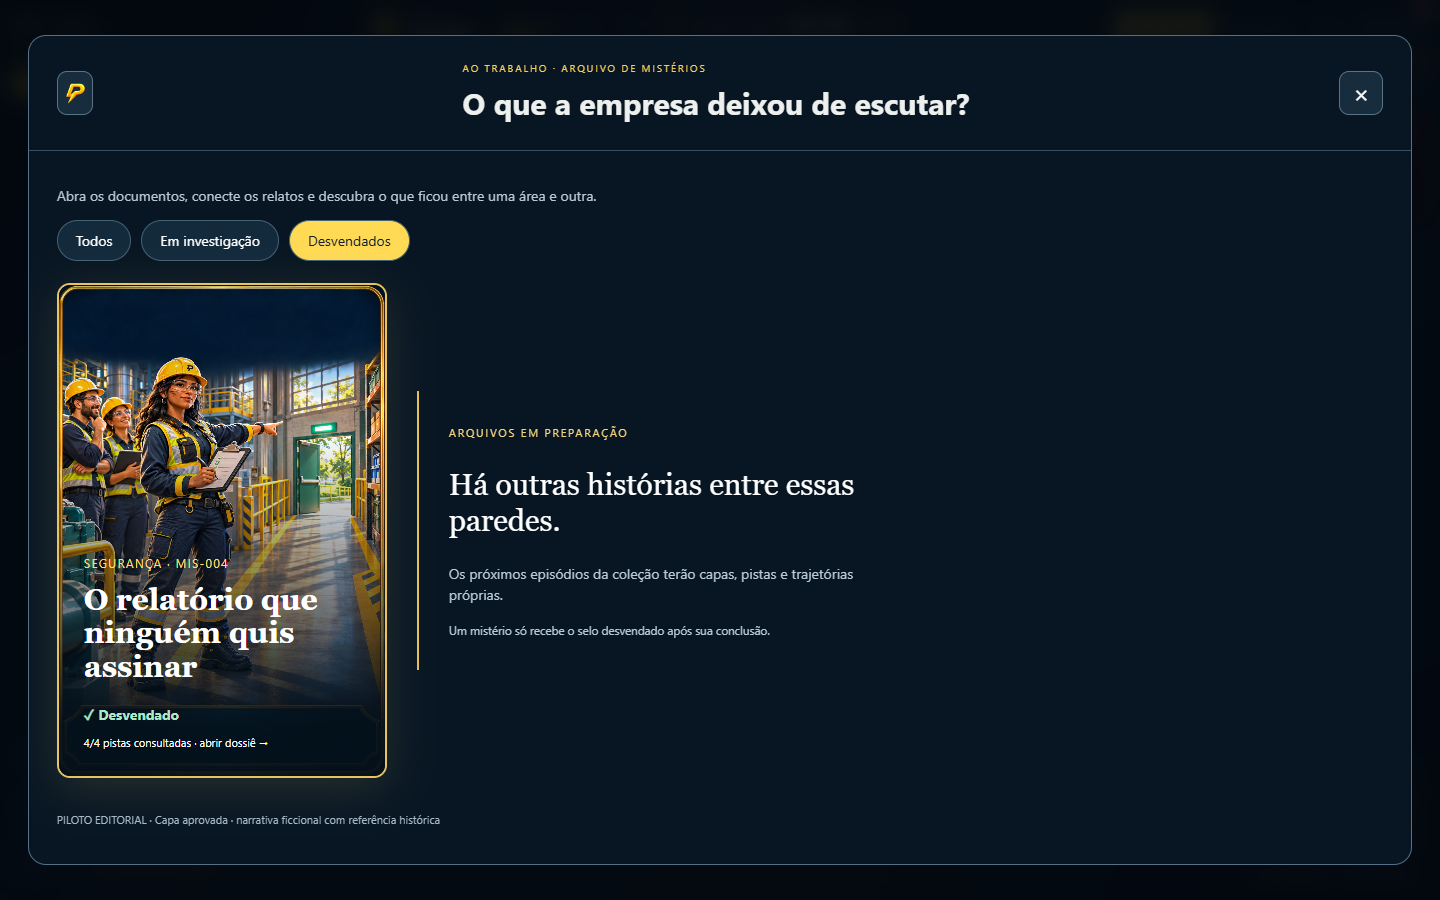 AO TRABALHO · ARQUIVO DE MISTÉRIOS
O que a empresa deixou de escutar?
Abra os documentos, conecte os relatos e descubra o que ficou entre uma área e outra.
Todos
Em investigação
Desvendados
SEGURANÇA · MIS-004
O relatório que
ninguém quis
assinar
✓ Desvendado
4/4 pistas consultadas · abrir dossiê →
ARQUIVOS EM PREPARAÇÃO
Há outras histórias entre essas
paredes.
Os próximos episódios da coleção terão capas, pistas e trajetórias
próprias.
Um mistério só recebe o selo desvendado após sua conclusão.
PILOTO EDITORIAL · Capa aprovada · narrativa ficcional com referência histórica